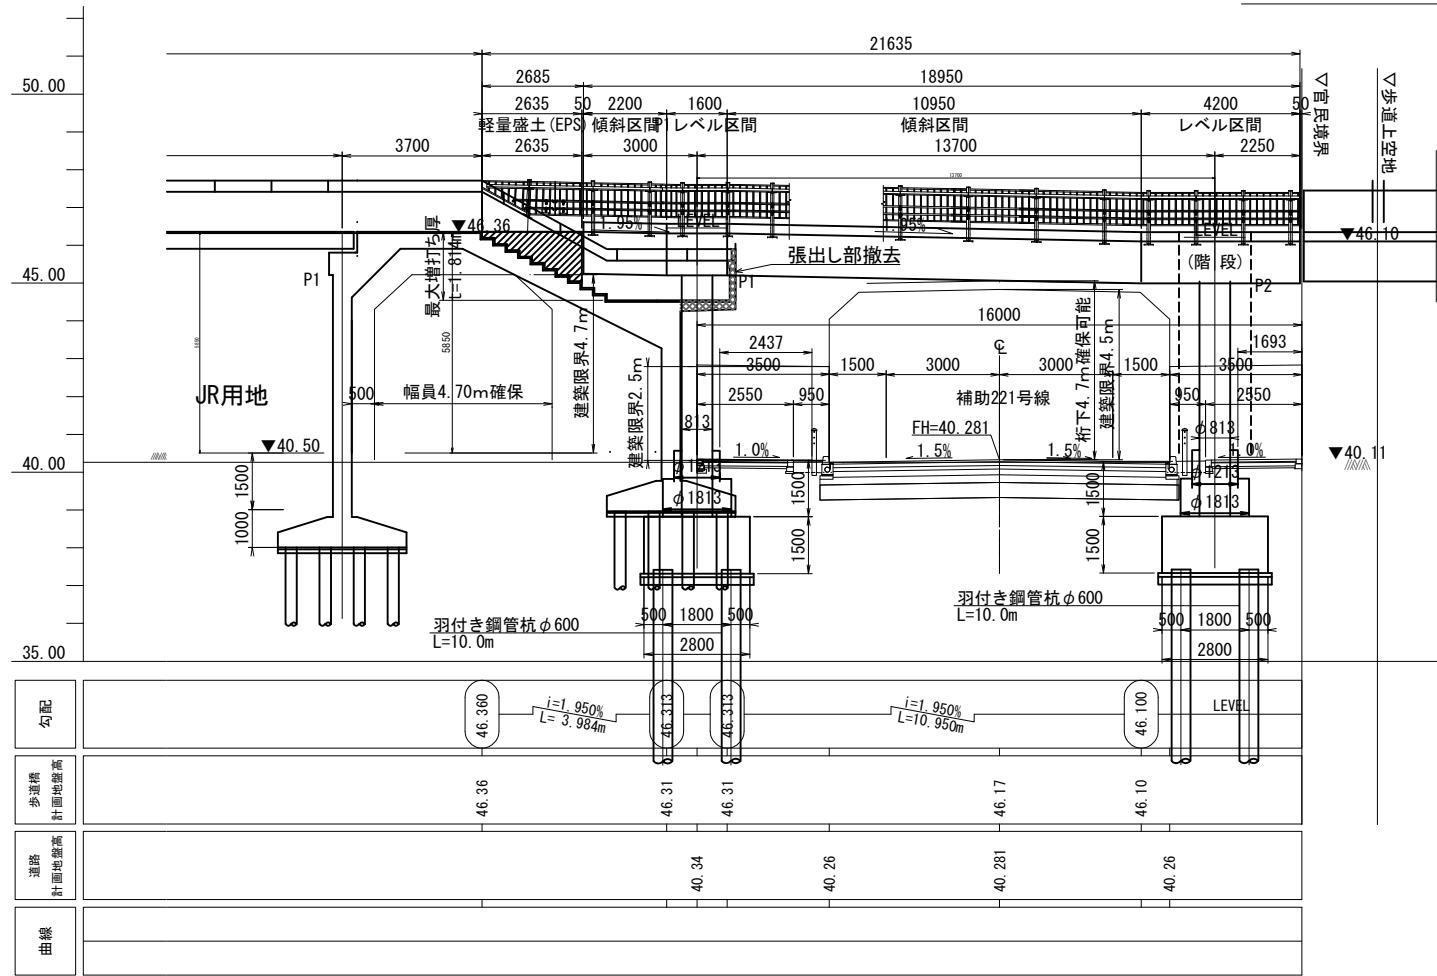 21635
2685 18950
50.00
2635 50 2200 1600 10950 4200 50
軽量盛土(EPS) 傾斜区間 P1 レベル区間 傾斜区間 レベル区間
▽官民境界
▽歩道上空地
3700 2635 3000 13700 2250
13700
▼46.36
1.95%
LEVEL
1.95%
LEVEL
▼46.10
張出し部撤去
(階段)
45.00
P1
P1
P2
最大増打ち厚
L=1.811m
16000
建築限界4.7m
建築限界2.5m
桁下4.7m確保可能
建築限界4.5m
5850
2437
1693
℄
3500 1500 3000 3000 1500 3500
JR用地
500
幅員4.70m確保
2550 950
補助221号線
950 2550
813
FH=40.281
φ813
▼40.50
1.0%
1.5%
1.5%
1.0%
▼40.11
40.00
φ1213
φ1213
1500
1000
φ1813
φ1813
1500
1500
1500
1500
羽付き鋼管杭φ600
L=10.0m
羽付き鋼管杭φ600
L=10.0m
500 1800 500
2800
500 1800 500
2800
35.00
勾配
46.360
i=1.950%
L= 3.984m
46.313
46.313
i=1.950%
L=10.950m
46.100
LEVEL
歩道橋
計画地盤高
46.36
46.31
46.31
46.17
46.10
道路
計画地盤高
40.34
40.26
40.281
40.26
曲線